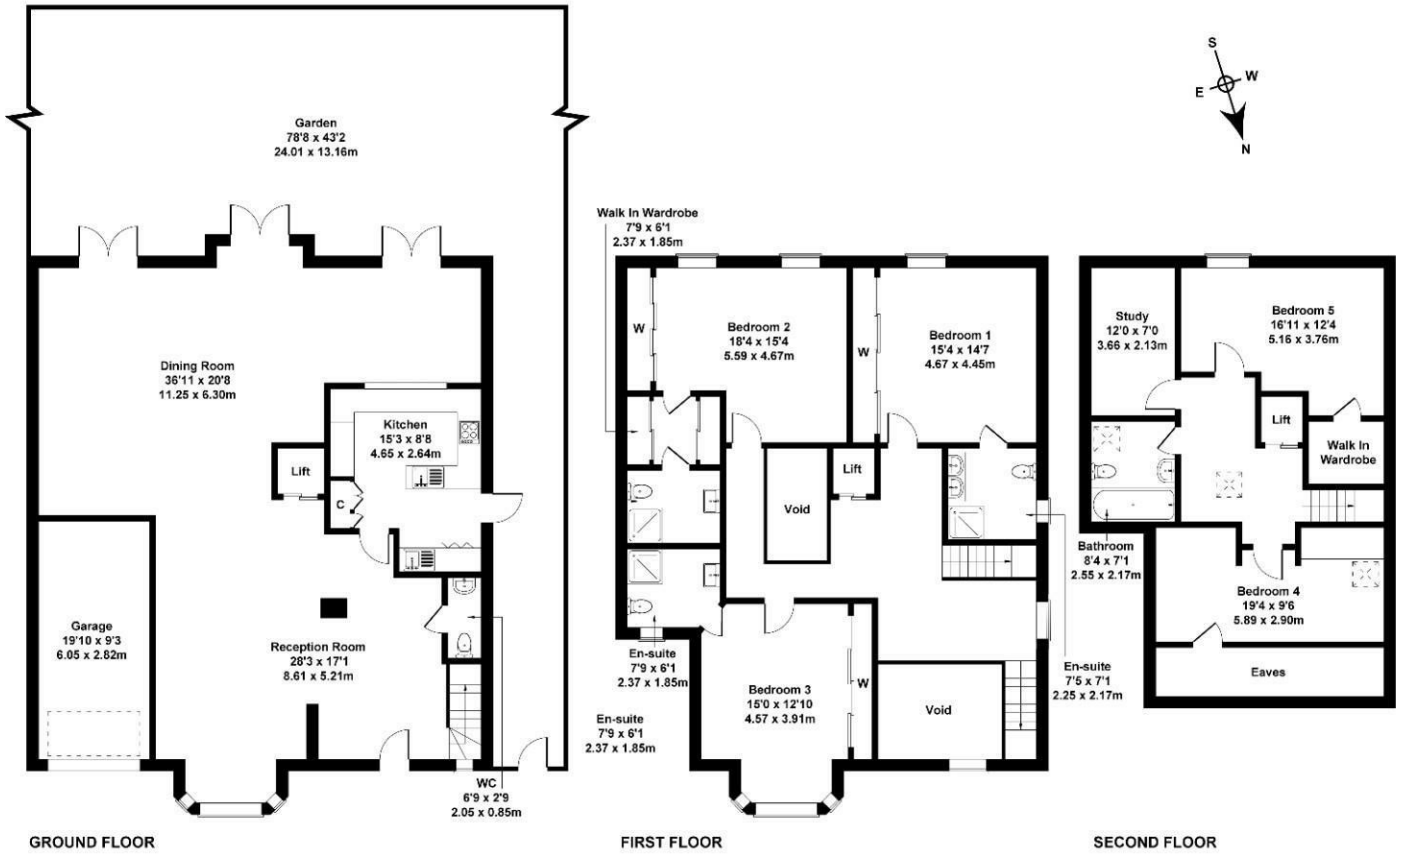 Garden
78'8 x 43'2
24.01 x 13.16m
Dining Room
36'11 x 20'8
11.25 x 6.30m
Kitchen
15'3 x 8'8
4.65 x 2.64m
Lift
C
Garage
19'10 x 9'3
6.05 x 2.82m
Reception Room
28'3 x 17'1
8.61 x 5.21m
WC
6'9 x 2'9
2.05 x 0.85m
GROUND FLOOR
Walk In Wardrobe
7'9 x 6'1
2.37 x 1.85m
W
Bedroom 2
18'4 x 15'4
5.59 x 4.67m
W
Bedroom 1
15'4 x 14'7
4.67 x 4.45m
Lift
Void
En-suite
7'9 x 6'1
2.37 x 1.85m
En-suite
7'9 x 6'1
2.37 x 1.85m
Bedroom 3
15'0 x 12'10
4.57 x 3.91m
W
Void
En-suite
7'5 x 7'1
2.25 x 2.17m
FIRST FLOOR
S
W
E
N
Study
12'0 x 7'0
3.66 x 2.13m
Bedroom 5
16'11 x 12'4
5.16 x 3.76m
Lift
Walk In
Wardrobe
Bathroom
8'4 x 7'1
2.55 x 2.17m
Bedroom 4
19'4 x 9'6
5.89 x 2.90m
Eaves
SECOND FLOOR